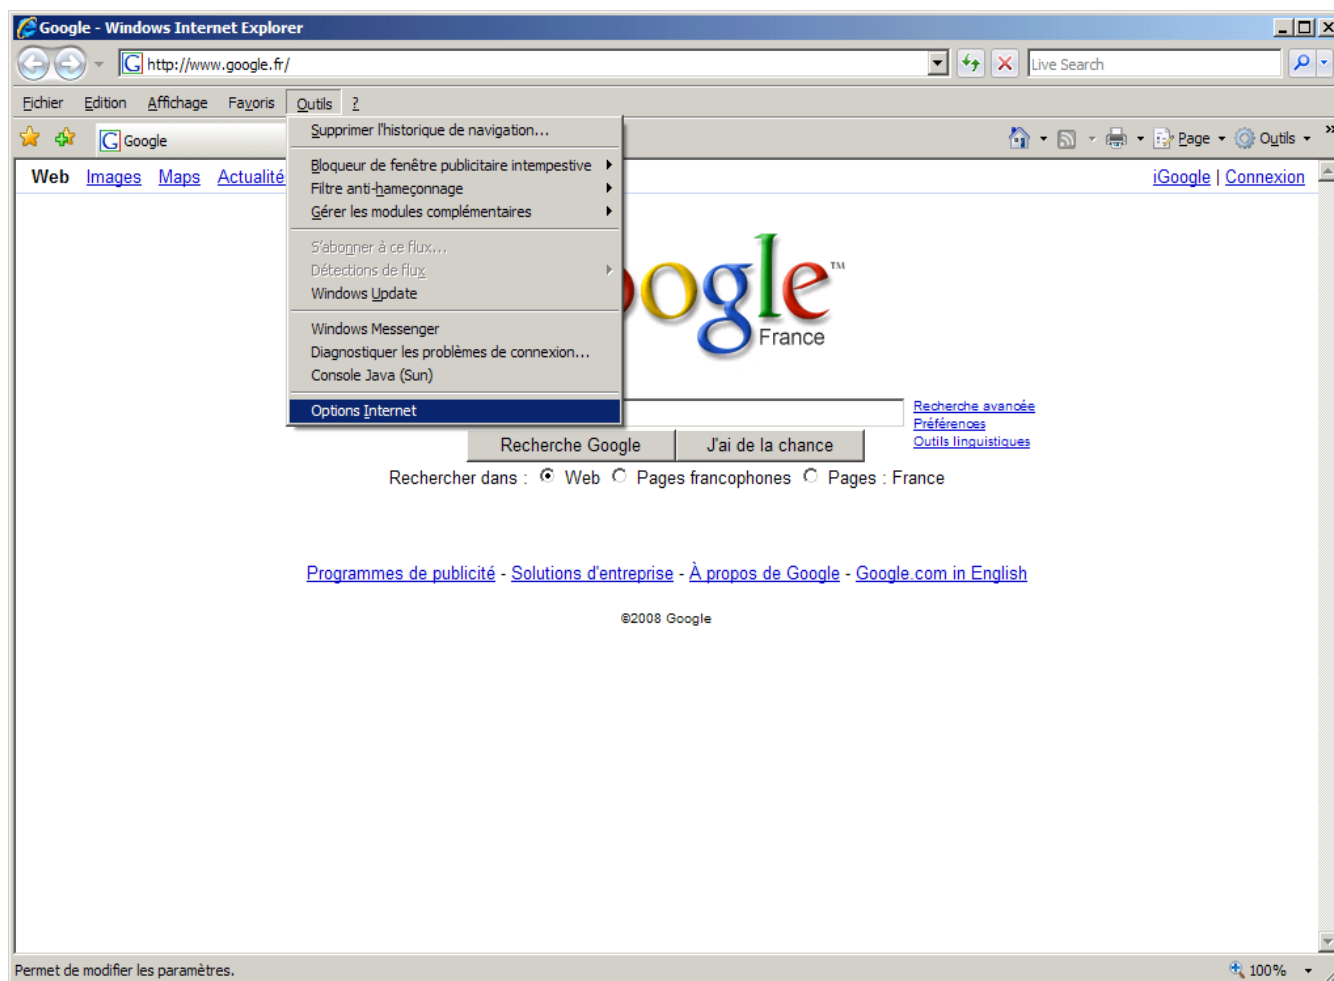 Google - Windows Internet Explorer
http://www.google.fr/
Live Search
Fichier Edition Affichage Favoris Outils ?
Google
Page Outils
Supprimer l'historique de navigation...
Bloqueur de fenêtre publicitaire intempestive
Filtre anti-hameçonnage
Gérer les modules complémentaires
S'abonner à ce flux...
Détections de flux
Windows Update
Windows Messenger
Diagnostiquer les problèmes de connexion...
Console Java (Sun)
Options Internet
Web Images Maps Actualité
iGoogle | Connexion
oogle™
France
Recherche avancée
Préférences
Outils linguistiques
Recherche Google J'ai de la chance
Rechercher dans : Web Pages francophones Pages : France
Programmes de publicité - Solutions d'entreprise - À propos de Google - Google.com in English
©2008 Google
Permet de modifier les paramètres.
100%